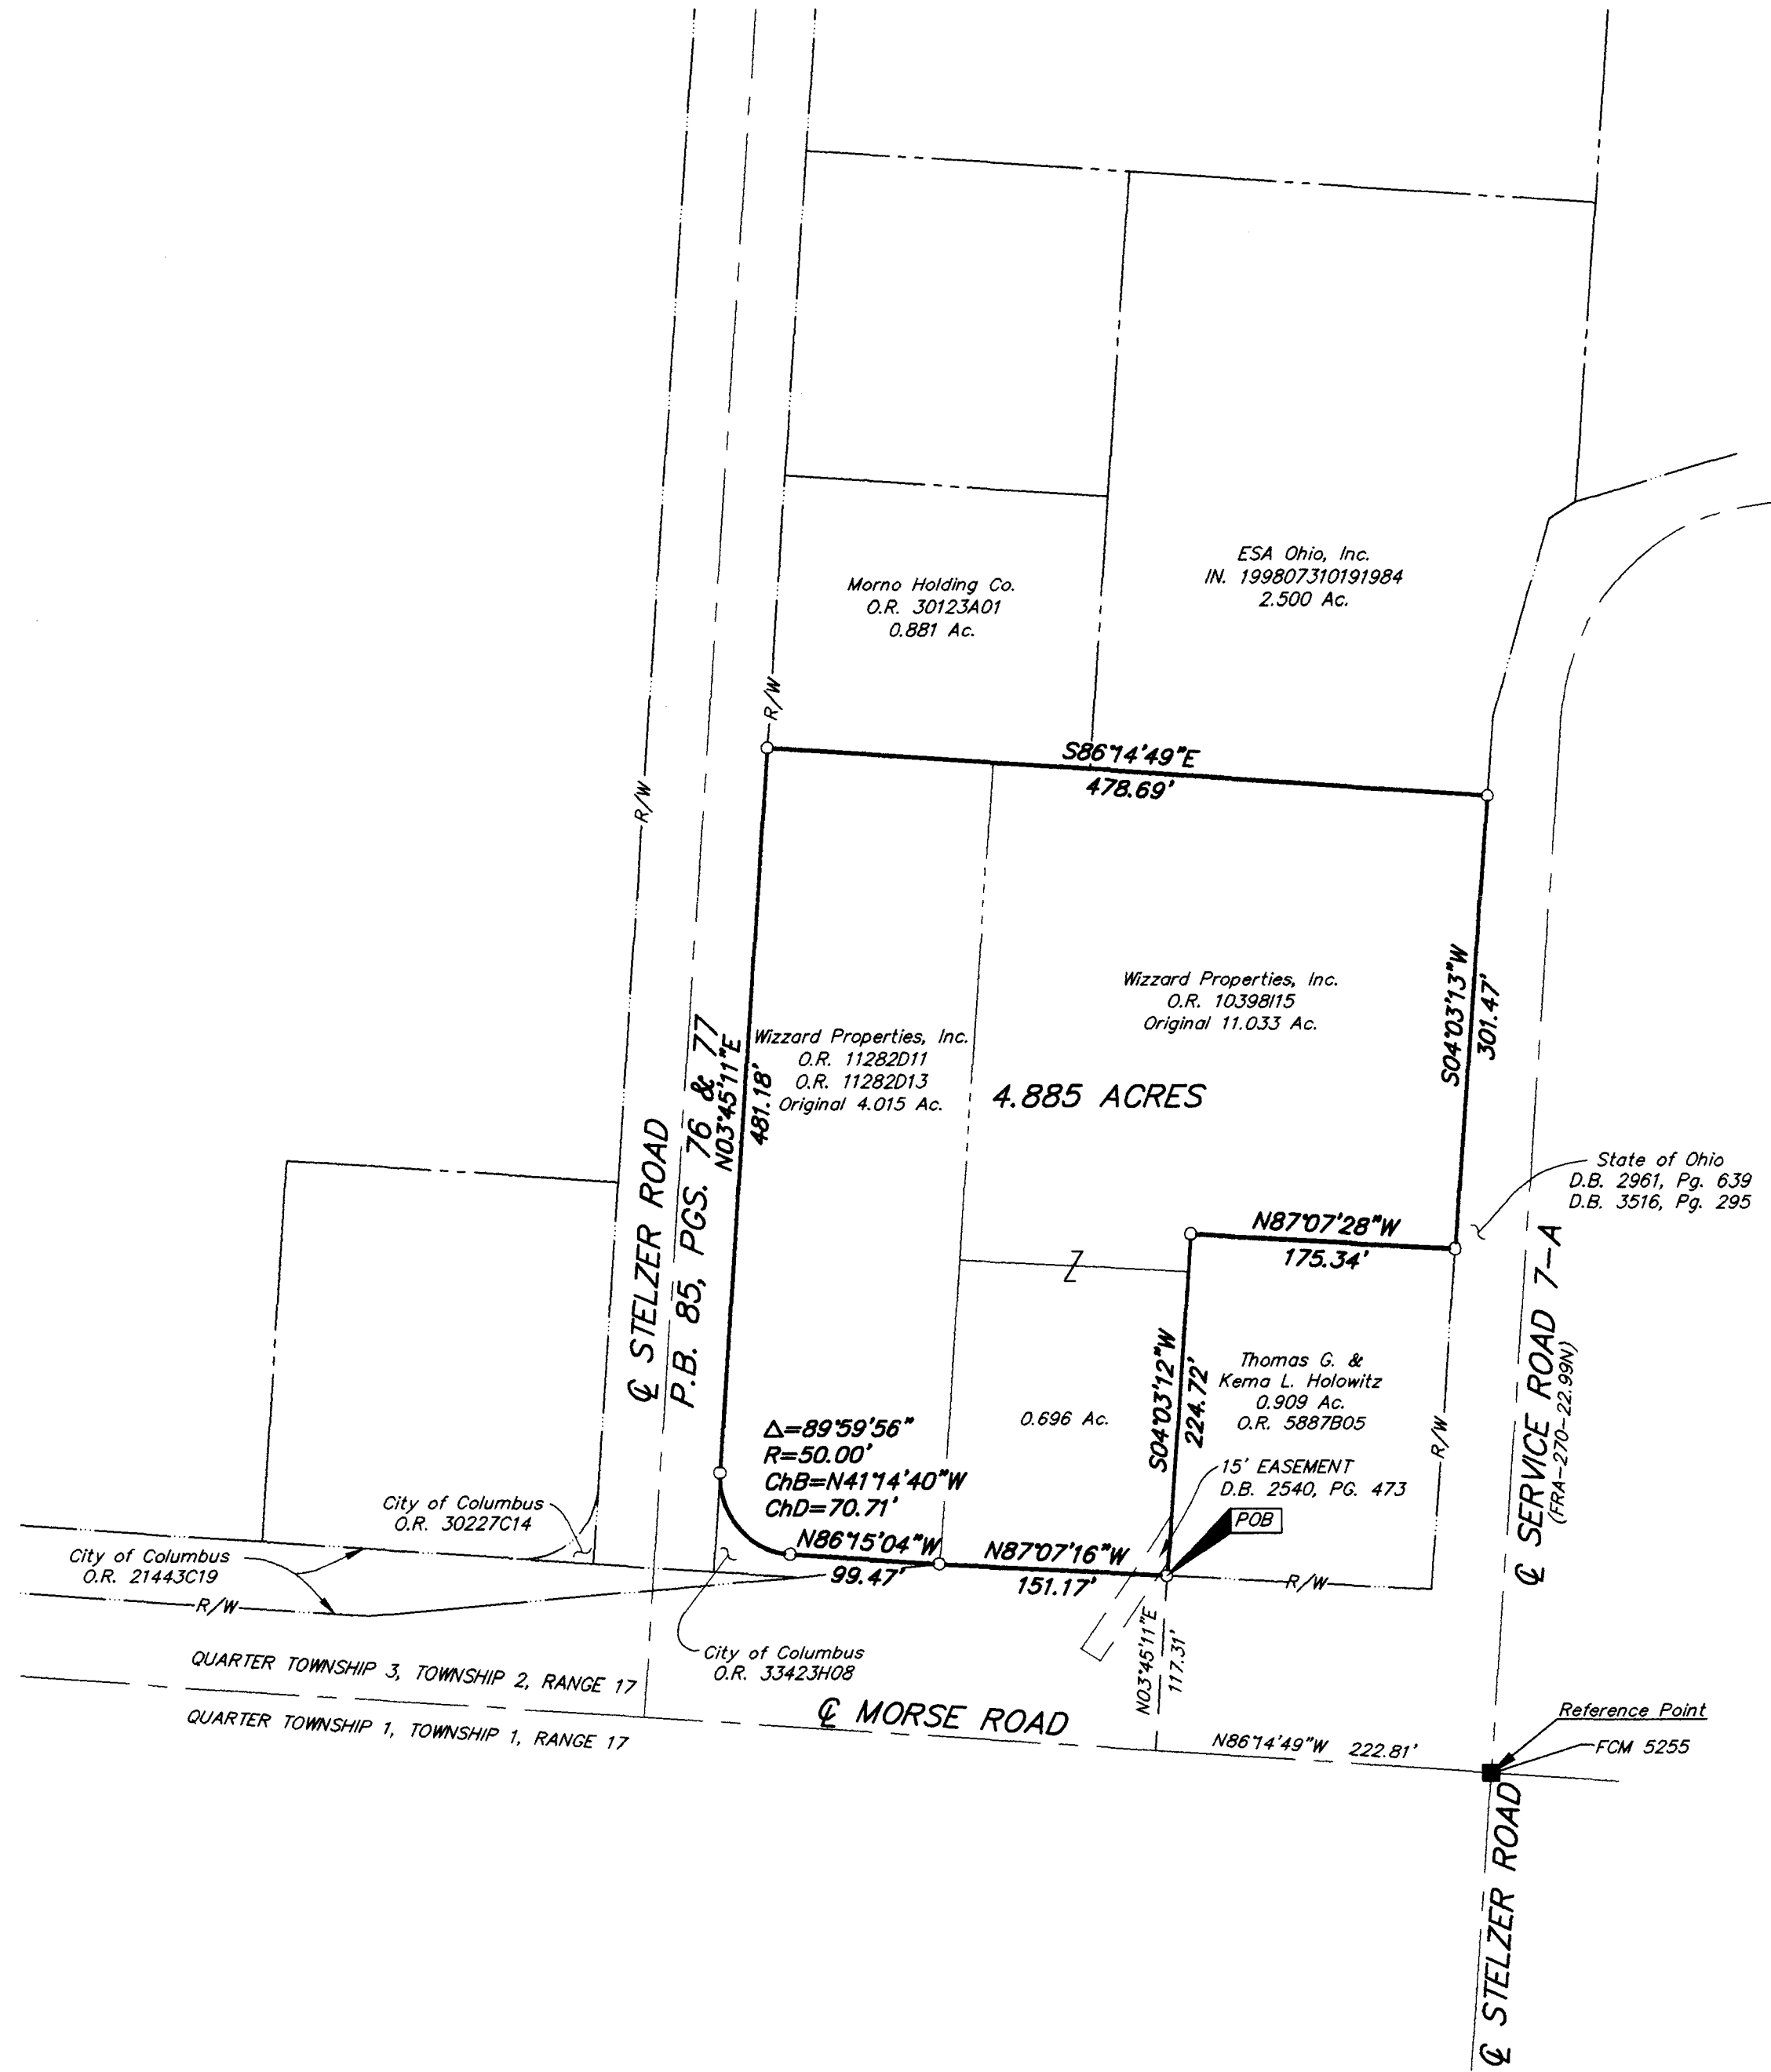 ESA Ohio, Inc.
IN. 199807310191984
2.500 Ac.
Morno Holding Co.
O.R. 30123A01
0.881 Ac.
R/W
R/W
S86°14'49"E
478.69'
S04°03'13"W
301.47'
Wizzard Properties, Inc.
O.R. 10398I15
Original 11.033 Ac.
Wizzard Properties, Inc.
O.R. 11282D11
O.R. 11282D13
Original 4.015 Ac.
4.885 ACRES
N03°45'11"E
481.18'
℄ STELZER ROAD
P.B. 85, PGS. 76 & 77
State of Ohio
D.B. 2961, Pg. 639
D.B. 3516, Pg. 295
N87°07'28"W
175.34'
Z
S04°03'12"W
224.72'
Thomas G. &
Kema L. Holowitz
0.909 Ac.
O.R. 5887B05
0.696 Ac.
℄ SERVICE ROAD 7-A
(FRA-270-22.99N)
R/W
Δ=89°59'56"
R=50.00'
ChB=N41°14'40"W
ChD=70.71'
15' EASEMENT
D.B. 2540, PG. 473
POB
City of Columbus
O.R. 30227C14
City of Columbus
O.R. 21443C19
N86°15'04"W
99.47'
N87°07'16"W
151.17'
R/W
R/W
N03°45'11"E
117.31'
City of Columbus
O.R. 33423H08
QUARTER TOWNSHIP 3, TOWNSHIP 2, RANGE 17
QUARTER TOWNSHIP 1, TOWNSHIP 1, RANGE 17
℄ MORSE ROAD
N86°14'49"W 222.81'
Reference Point
FCM 5255
℄ STELZER ROAD